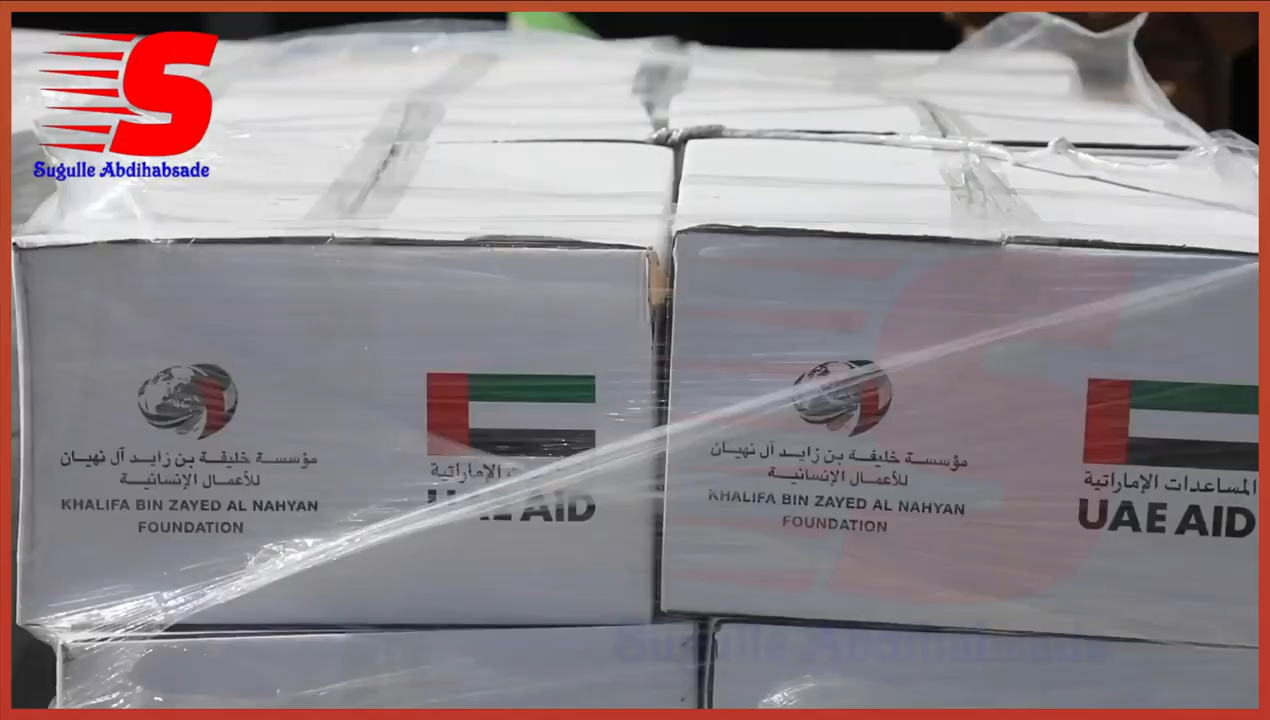 S
Sugulle Abdihabsade
مؤسسة خليفة بن زايد آل نهيان
للأعمال الإنسانية
KHALIFA BIN ZAYED AL NAHYAN
FOUNDATION
الإماراتية
UAE AID
مؤسسة خليفة بن زايد آل نهيان
للأعمال الإنسانية
KHALIFA BIN ZAYED AL NAHYAN
FOUNDATION
المساعدات الإماراتية
UAE AID
S
Sugulle Abdihabsade